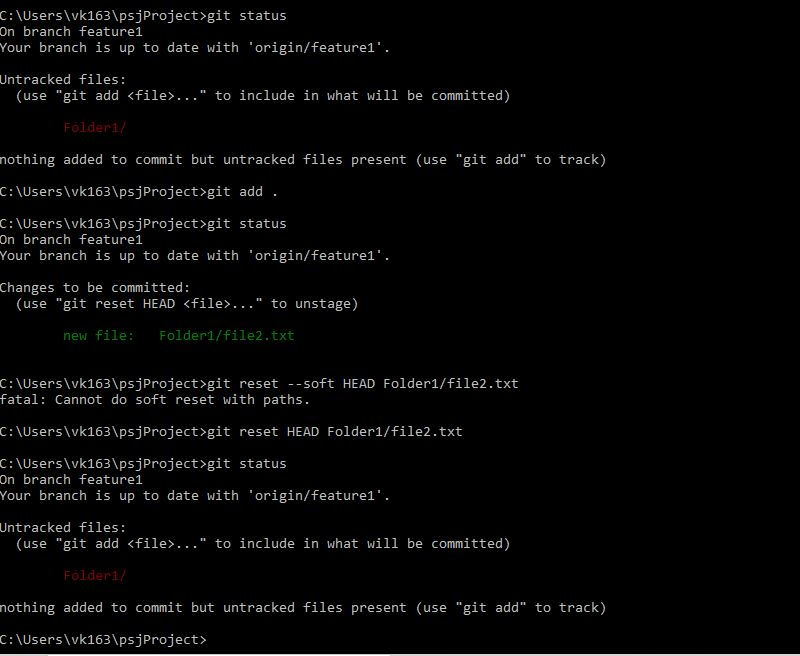 C:\Users\vk163\psjProject>git status
On branch feature1
Your branch is up to date with 'origin/feature1'.
Untracked files:
(use "git add <file>..." to include in what will be committed)
Folder1/
nothing added to commit but untracked files present (use "git add" to track)
C:\Users\vk163\psjProject>git add .
C:\Users\vk163\psjProject>git status
On branch feature1
Your branch is up to date with 'origin/feature1'.
Changes to be committed:
(use "git reset HEAD <file>..." to unstage)
new file:   Folder1/file2.txt
C:\Users\vk163\psjProject>git reset --soft HEAD Folder1/file2.txt
fatal: Cannot do soft reset with paths.
C:\Users\vk163\psjProject>git reset HEAD Folder1/file2.txt
C:\Users\vk163\psjProject>git status
On branch feature1
Your branch is up to date with 'origin/feature1'.
Untracked files:
(use "git add <file>..." to include in what will be committed)
Folder1/
nothing added to commit but untracked files present (use "git add" to track)
C:\Users\vk163\psjProject>